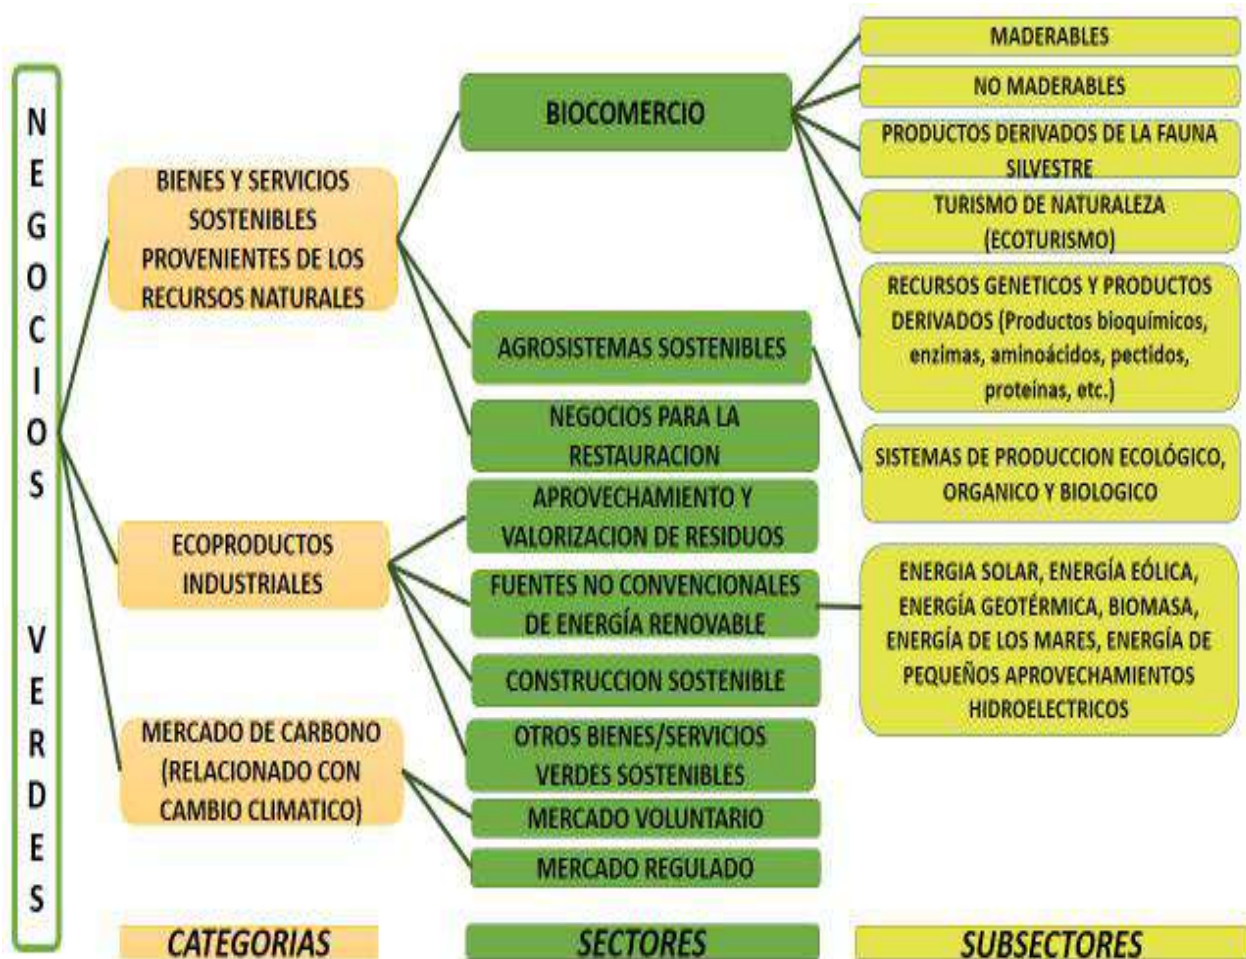 NEGOCIOS VERDES
BIENES Y SERVICIOS
SOSTENIBLES
PROVENIENTES DE LOS
RECURSOS NATURALES
ECOPRODUCTOS
INDUSTRIALES
MERCADO DE CARBONO
(RELACIONADO CON
CAMBIO CLIMATICO)
CATEGORIAS
BIOCOMERCIO
AGROSISTEMAS SOSTENIBLES
NEGOCIOS PARA LA
RESTAURACION
APROVECHAMIENTO Y
VALORIZACION DE RESIDUOS
FUENTES NO CONVENCIONALES
DE ENERGÍA RENOVABLE
CONSTRUCCION SOSTENIBLE
OTROS BIENES/SERVICIOS
VERDES SOSTENIBLES
MERCADO VOLUNTARIO
MERCADO REGULADO
SECTORES
MADERABLES
NO MADERABLES
PRODUCTOS DERIVADOS DE LA FAUNA
SILVESTRE
TURISMO DE NATURALEZA
(ECOTURISMO)
RECURSOS GENETICOS Y PRODUCTOS
DERIVADOS (Productos bioquímicos,
enzimas, aminoácidos, pectidos,
proteínas, etc.)
SISTEMAS DE PRODUCCION ECOLÓGICO,
ORGANICO Y BIOLOGICO
ENERGIA SOLAR, ENERGÍA EÓLICA,
ENERGÍA GEOTÉRMICA, BIOMASA,
ENERGÍA DE LOS MARES, ENERGÍA DE
PEQUEÑOS APROVECHAMIENTOS
HIDROELECTRICOS
SUBSECTORES